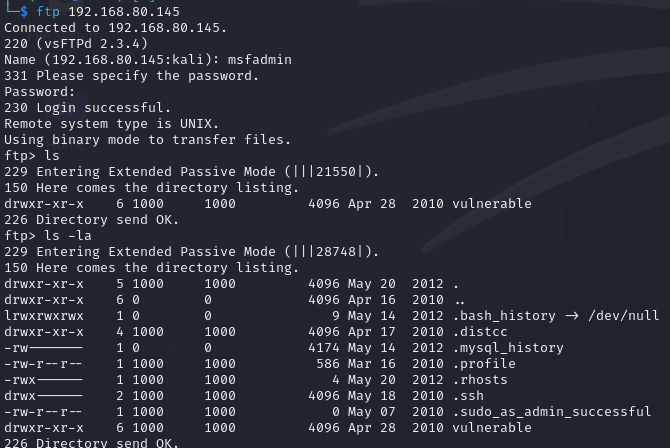 └─$ ftp 192.168.80.145
Connected to 192.168.80.145.
220 (vsFTPd 2.3.4)
Name (192.168.80.145:kali): msfadmin
331 Please specify the password.
Password:
230 Login successful.
Remote system type is UNIX.
Using binary mode to transfer files.
ftp> ls
229 Entering Extended Passive Mode (|||21550|).
150 Here comes the directory listing.
drwxr-xr-x    6 1000     1000         4096 Apr 28  2010 vulnerable
226 Directory send OK.
ftp> ls -la
229 Entering Extended Passive Mode (|||28748|).
150 Here comes the directory listing.
drwxr-xr-x    5 1000     1000         4096 May 20  2012 .
drwxr-xr-x    6 0        0            4096 Apr 16  2010 ..
lrwxrwxrwx    1 0        0               9 May 14  2012 .bash_history -> /dev/null
drwxr-xr-x    4 1000     1000         4096 Apr 17  2010 .distcc
-rw-------    1 0        0            4174 May 14  2012 .mysql_history
-rw-r--r--    1 1000     1000          586 Mar 16  2010 .profile
-rwx------    1 1000     1000            4 May 20  2012 .rhosts
drwx------    2 1000     1000         4096 May 18  2010 .ssh
-rw-r--r--    1 1000     1000            0 May 07  2010 .sudo_as_admin_successful
drwxr-xr-x    6 1000     1000         4096 Apr 28  2010 vulnerable
226 Directory send OK.